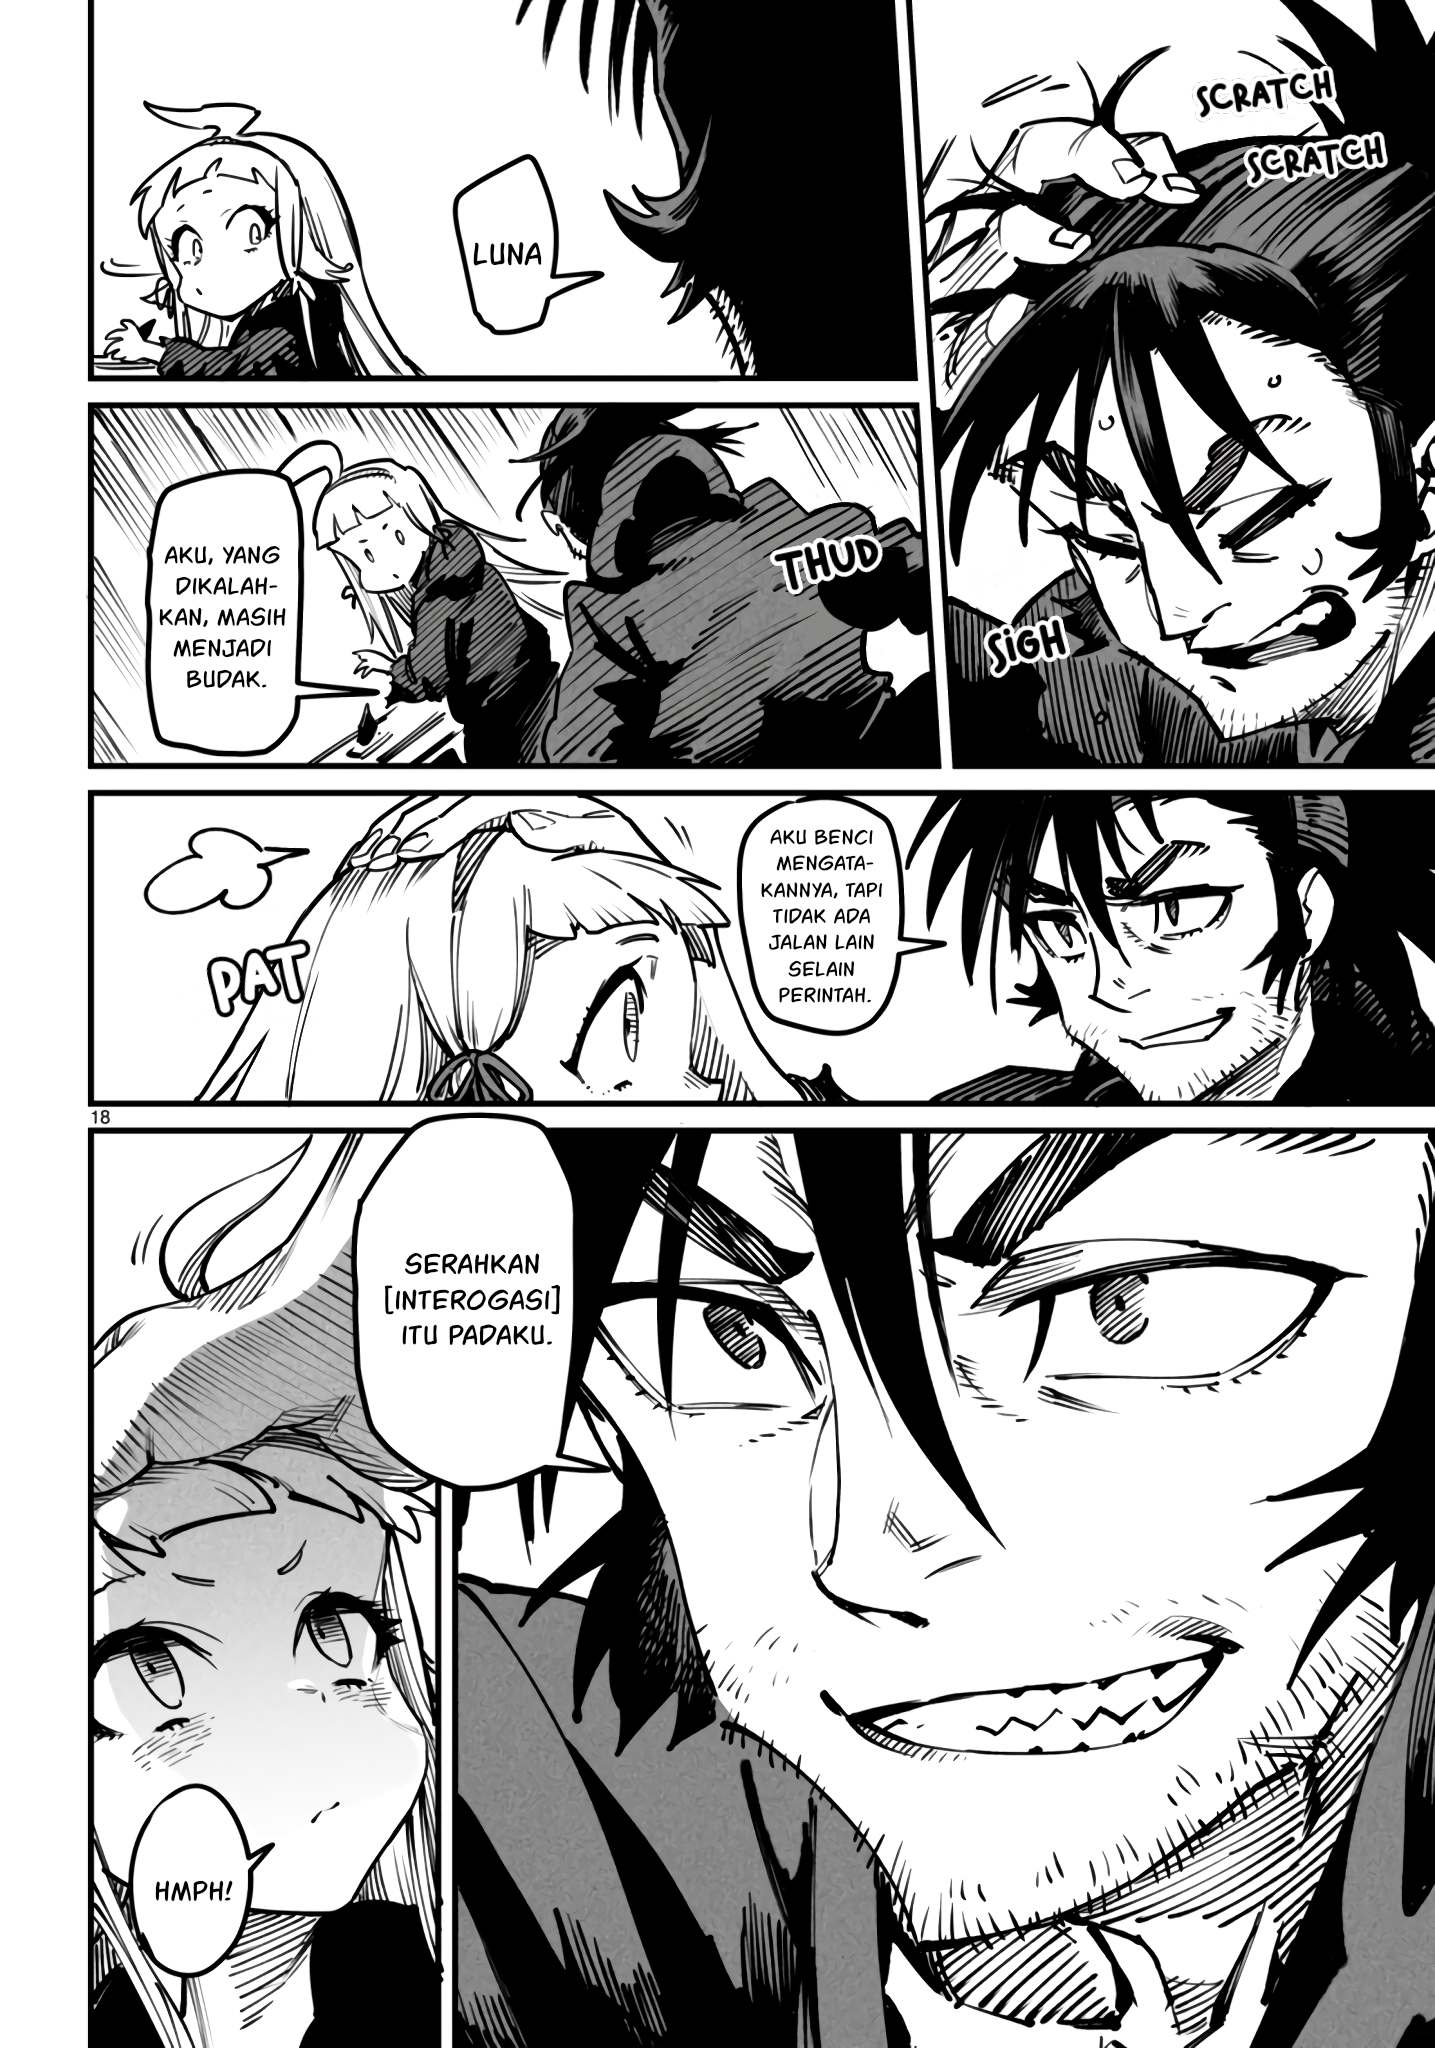 SCRATCH
SCRATCH
SIGH
LUNA
THUD
AKU, YANG
DIKALAH-
KAN, MASIH
MENJADI
BUDAK.
AKU BENCI
MENGATA-
KANNYA, TAPI
TIDAK ADA
JALAN LAIN
SELAIN
PERINTAH.
PAT
18
SERAHKAN
[INTEROGASI]
ITU PADAKU.
HMPH!